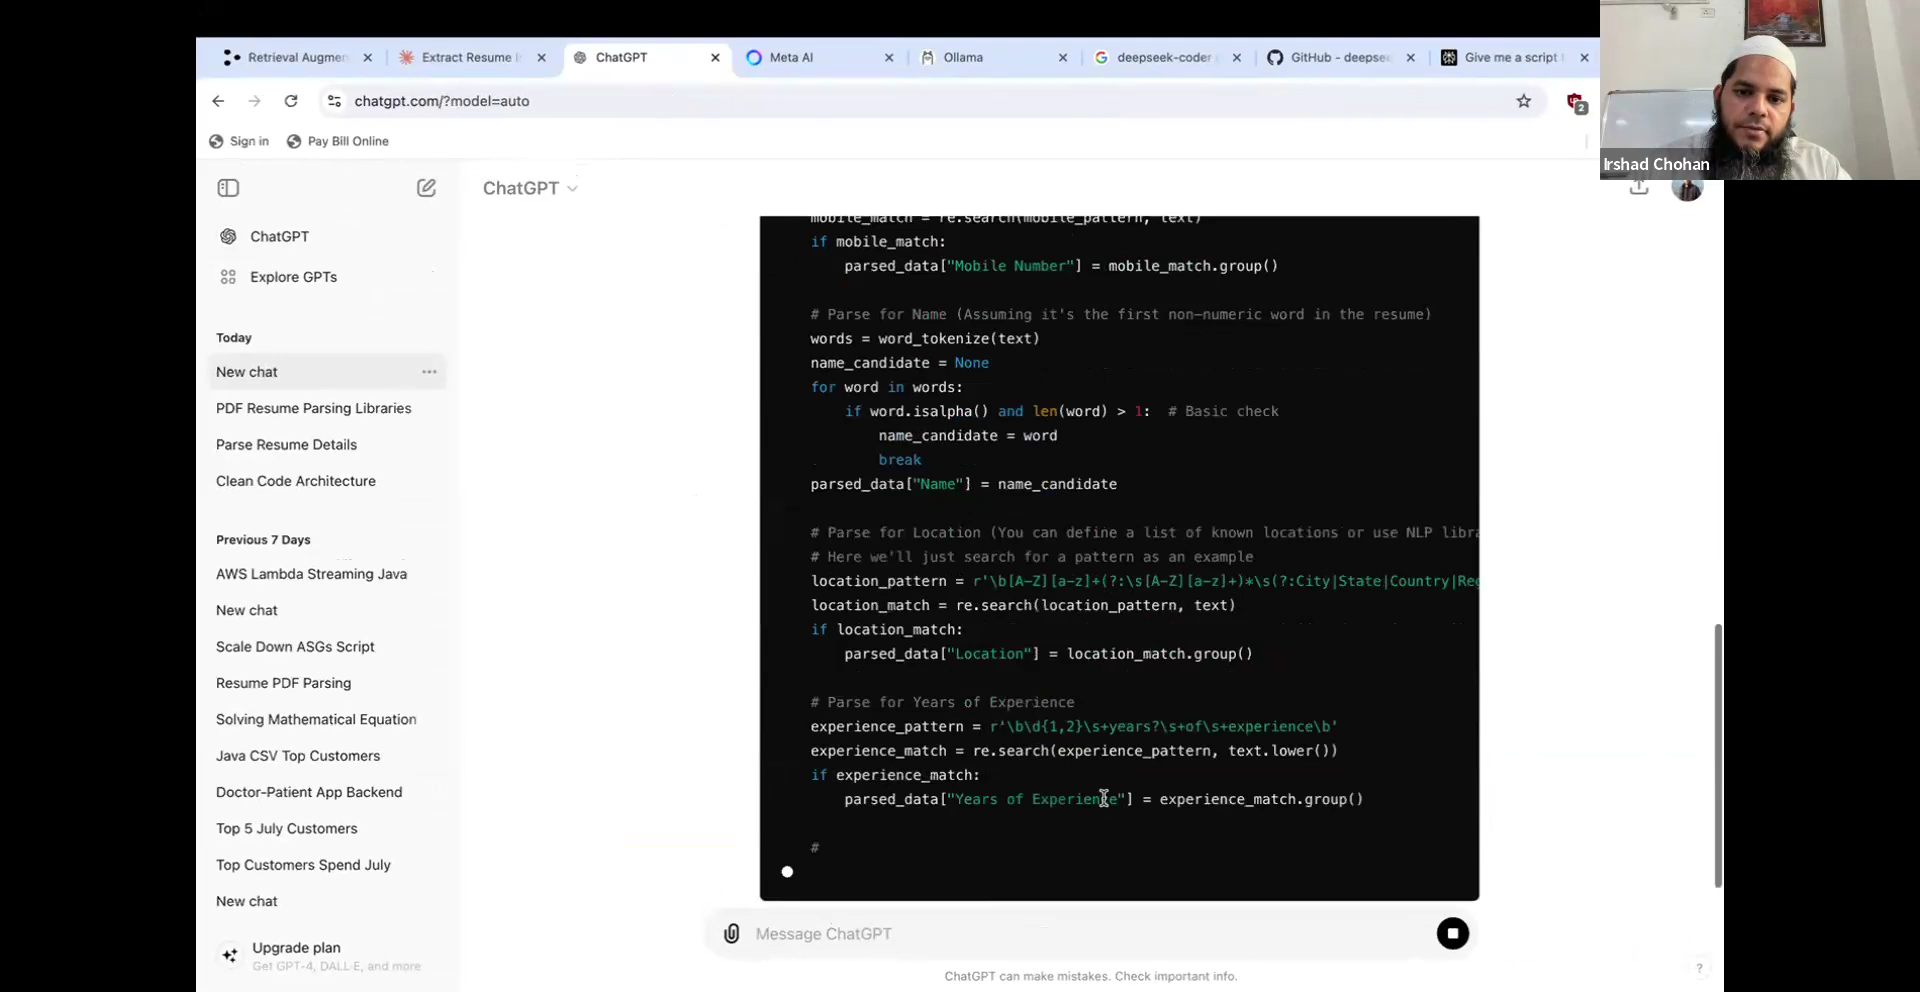 Retrieval Augmen
Extract Resume I
ChatGPT
Meta AI
Ollama
deepseek-coder
GitHub - deepsee
Give me a script
chatgpt.com/?model=auto
2
Sign in
Pay Bill Online
Irshad Chohan
ChatGPT
ChatGPT
Explore GPTs
Today
New chat
PDF Resume Parsing Libraries
Parse Resume Details
Clean Code Architecture
Previous 7 Days
AWS Lambda Streaming Java
New chat
Scale Down ASGs Script
Resume PDF Parsing
Solving Mathematical Equation
Java CSV Top Customers
Doctor-Patient App Backend
Top 5 July Customers
Top Customers Spend July
New chat
Upgrade plan
Get GPT-4, DALL·E, and more
mobile_match = re.search(mobile_pattern, text)
if mobile_match:
parsed_data["Mobile Number"] = mobile_match.group()
# Parse for Name (Assuming it's the first non-numeric word in the resume)
words = word_tokenize(text)
name_candidate = None
for word in words:
if word.isalpha() and len(word) > 1:  # Basic check
name_candidate = word
break
parsed_data["Name"] = name_candidate
# Parse for Location (You can define a list of known locations or use NLP libra
# Here we'll just search for a pattern as an example
location_pattern = r'\b[A-Z][a-z]+(?:\s[A-Z][a-z]+)*\s(?:City|State|Country|Reg
location_match = re.search(location_pattern, text)
if location_match:
parsed_data["Location"] = location_match.group()
# Parse for Years of Experience
experience_pattern = r'\b\d{1,2}\s+years?\s+of\s+experience\b'
experience_match = re.search(experience_pattern, text.lower())
if experience_match:
parsed_data["Years of Experience"] = experience_match.group()
#
Message ChatGPT
ChatGPT can make mistakes. Check important info.
?